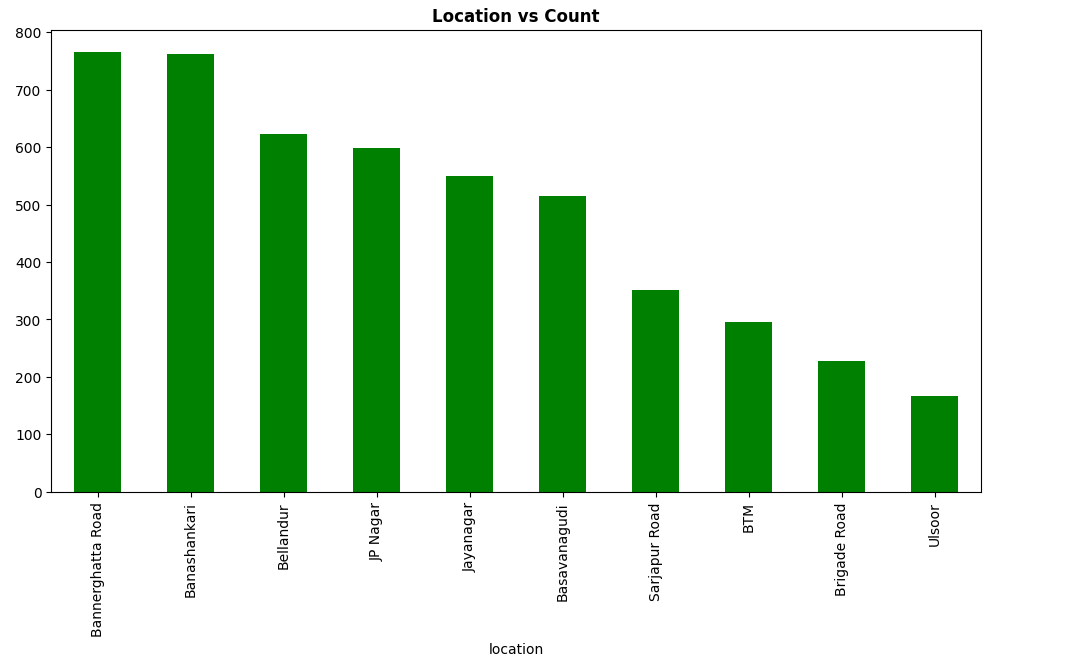 Location vs Count
800
700
600
500
400
300
200
100
0
Bannerghatta Road
Banashankari
Bellandur
JP Nagar
Jayanagar
Basavanagudi
Sarjapur Road
BTM
Brigade Road
Ulsoor
location